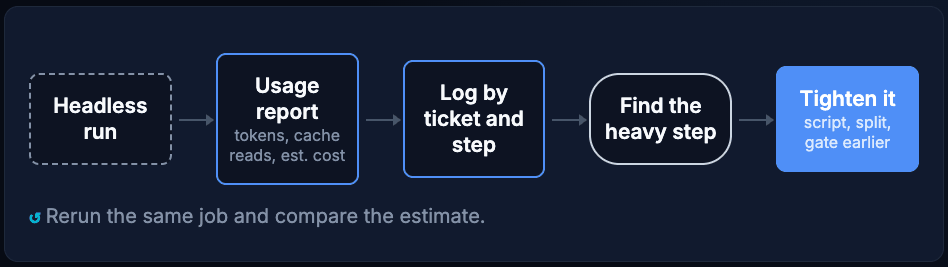 Headless
run
Usage
report
tokens, cache
reads, est. cost
Log by
ticket and
step
Find the
heavy step
Tighten it
script, split,
gate earlier
↺ Rerun the same job and compare the estimate.